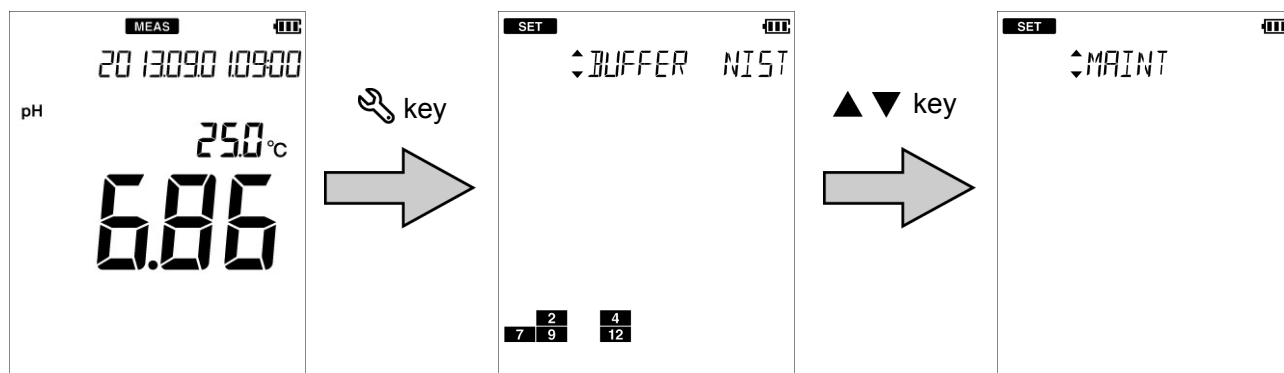 MEAS
2013.09.01.09:00
pH
25.0 °C
6.86
key
SET
BUFFER NIST
2 4
7 9 12
▲ ▼ key
SET
MAINT